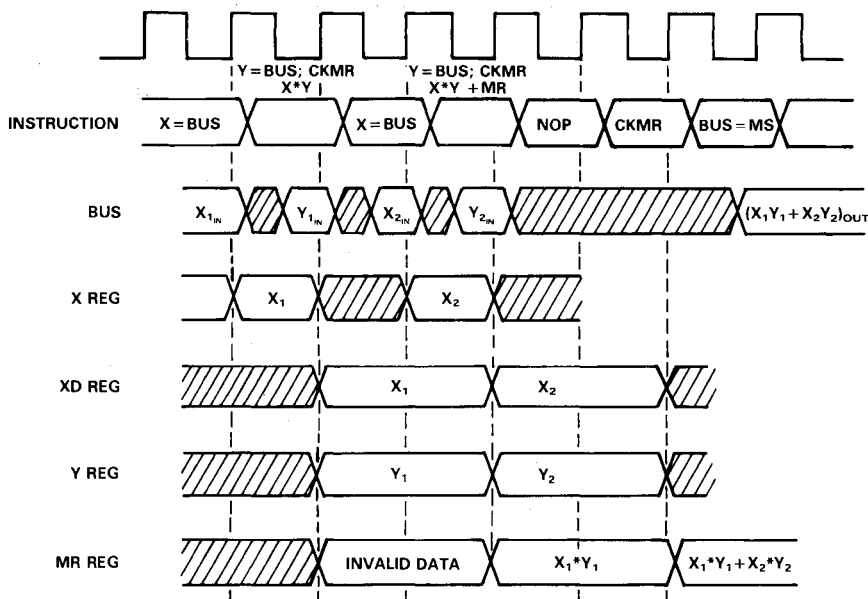 Y = BUS; CKMR
X*Y
Y = BUS; CKMR
X*Y + MR
INSTRUCTION
X = BUS
X = BUS
NOP
CKMR
BUS = MS
BUS
X₁IN
Y₁IN
X₂IN
Y₂IN
(X₁Y₁ + X₂Y₂)OUT
X REG
X₁
X₂
XD REG
X₁
X₂
Y REG
Y₁
Y₂
MR REG
INVALID DATA
X₁*Y₁
X₁*Y₁ + X₂*Y₂